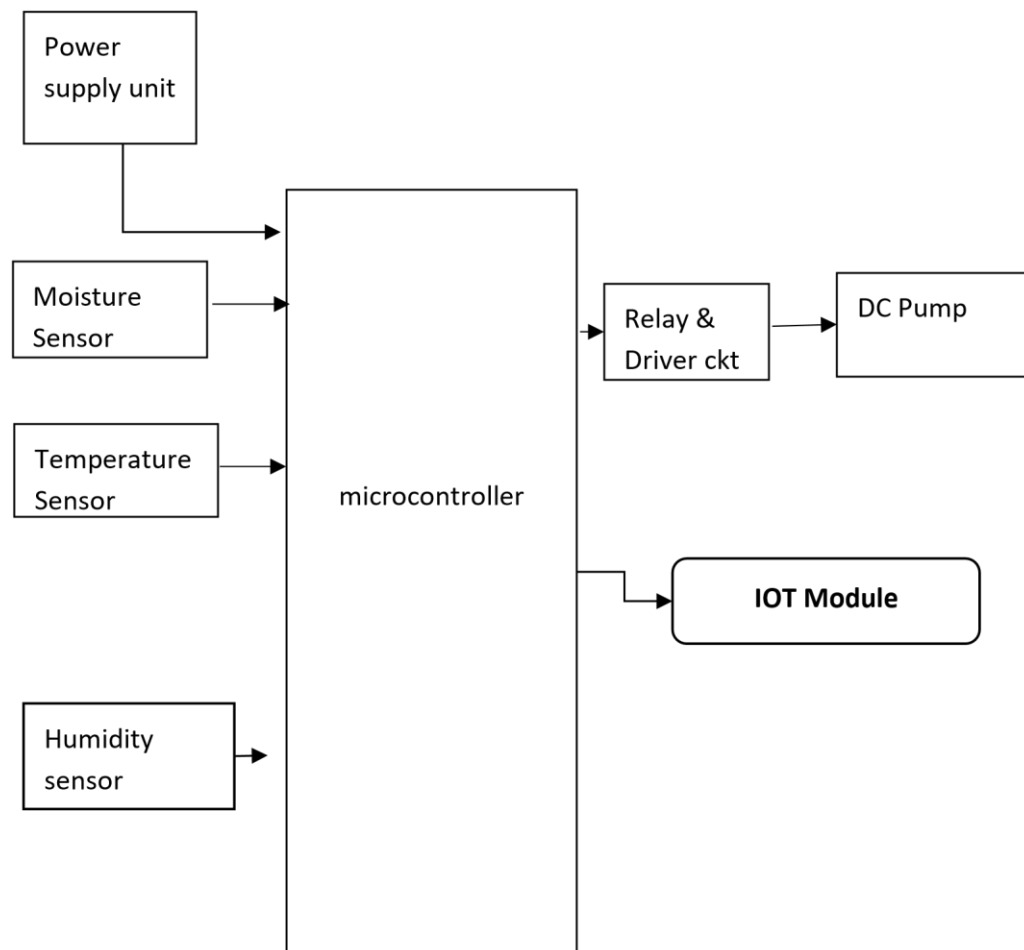 Power
supply unit
Moisture
Sensor
Relay &
Driver ckt
DC Pump
Temperature
Sensor
microcontroller
IOT Module
Humidity
sensor